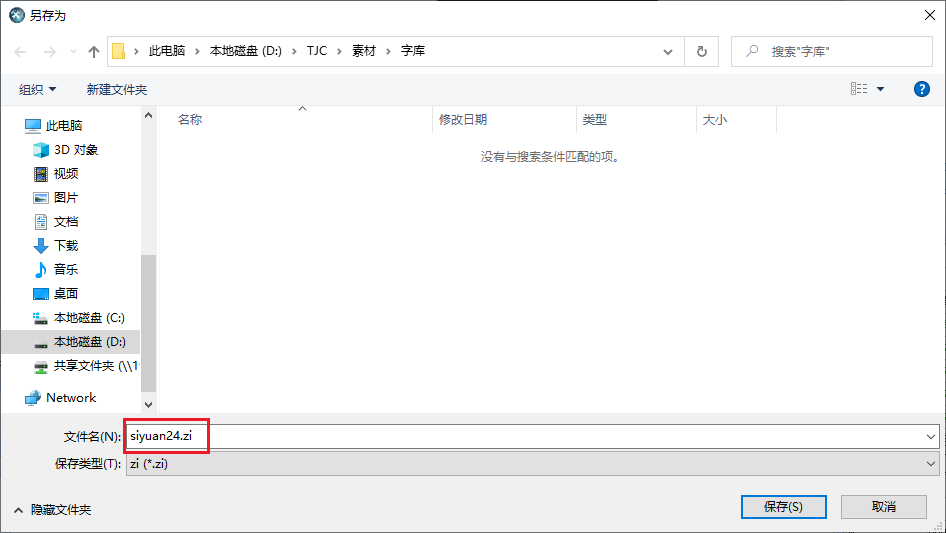 另存为
此电脑 › 本地磁盘 (D:) › TJC › 素材 › 字库
搜索"字库"
组织 新建文件夹
名称 修改日期 类型 大小
没有与搜索条件匹配的项。
此电脑
3D 对象
视频
图片
文档
下载
音乐
桌面
本地磁盘 (C:)
本地磁盘 (D:)
共享文件夹 (\\1
Network
文件名(N): siyuan24.zi
保存类型(T): zi (*.zi)
隐藏文件夹
保存(S) 取消